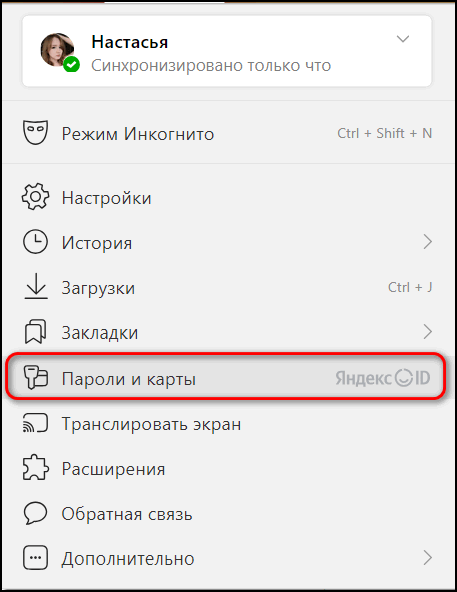 Настасья
Синхронизировано только что
Режим Инкогнито Ctrl + Shift + N
Настройки
История
Загрузки Ctrl + J
Закладки
Пароли и карты Яндекс ID
Транслировать экран
Расширения
Обратная связь
Дополнительно